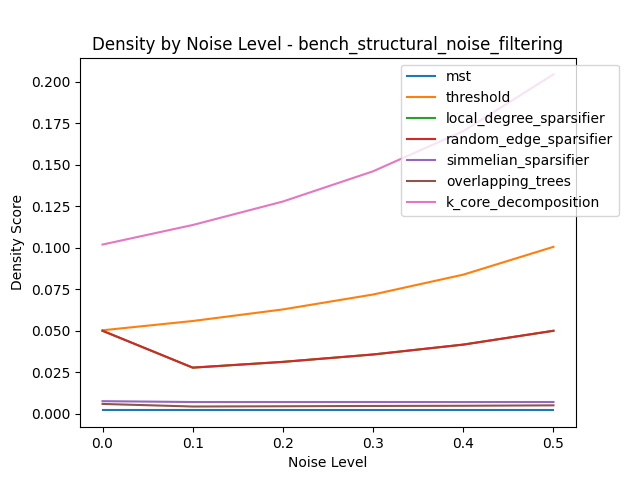 Density by Noise Level - bench_structural_noise_filtering
mst
threshold
local_degree_sparsifier
random_edge_sparsifier
simmelian_sparsifier
overlapping_trees
k_core_decomposition
Density Score
0.200
0.175
0.150
0.125
0.100
0.075
0.050
0.025
0.000
0.0 0.1 0.2 0.3 0.4 0.5
Noise Level